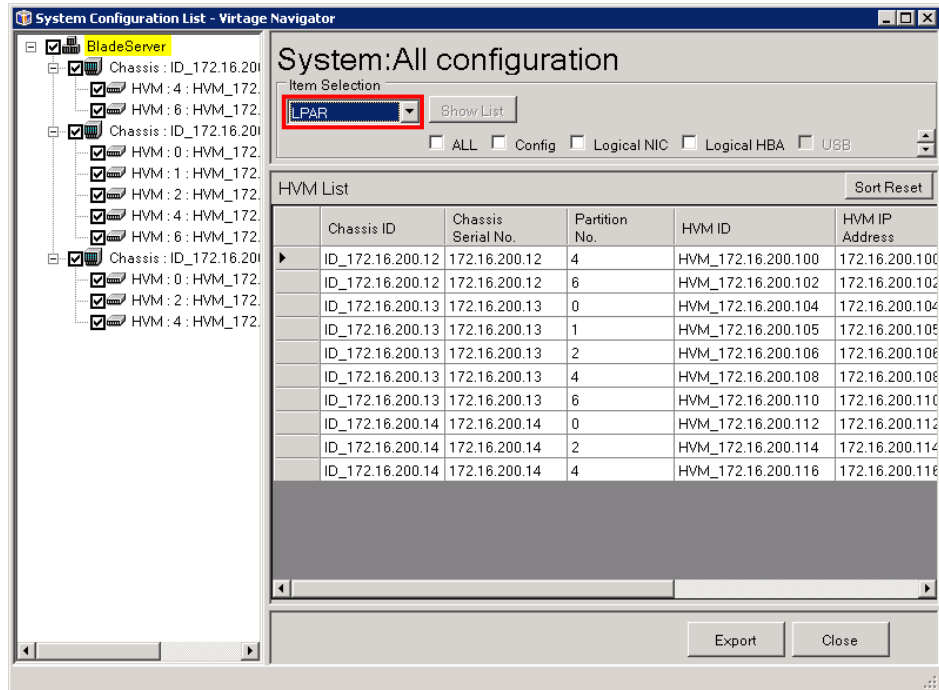 System Configuration List - Virtage Navigator
BladeServer
Chassis : ID_172.16.20
HVM : 4 : HVM_172.
HVM : 6 : HVM_172.
Chassis : ID_172.16.20
HVM : 0 : HVM_172.
HVM : 1 : HVM_172.
HVM : 2 : HVM_172.
HVM : 4 : HVM_172.
HVM : 6 : HVM_172.
Chassis : ID_172.16.20
HVM : 0 : HVM_172.
HVM : 2 : HVM_172.
HVM : 4 : HVM_172.
System:All configuration
Item Selection
LPAR Show List
ALL Config Logical NIC Logical HBA USB
HVM List Sort Reset
Chassis ID Chassis Serial No. Partition No. HVM ID HVM IP Address
ID_172.16.200.12 172.16.200.12 4 HVM_172.16.200.100 172.16.200.100
ID_172.16.200.12 172.16.200.12 6 HVM_172.16.200.102 172.16.200.102
ID_172.16.200.13 172.16.200.13 0 HVM_172.16.200.104 172.16.200.104
ID_172.16.200.13 172.16.200.13 1 HVM_172.16.200.105 172.16.200.105
ID_172.16.200.13 172.16.200.13 2 HVM_172.16.200.106 172.16.200.106
ID_172.16.200.13 172.16.200.13 4 HVM_172.16.200.108 172.16.200.108
ID_172.16.200.13 172.16.200.13 6 HVM_172.16.200.110 172.16.200.110
ID_172.16.200.14 172.16.200.14 0 HVM_172.16.200.112 172.16.200.112
ID_172.16.200.14 172.16.200.14 2 HVM_172.16.200.114 172.16.200.114
ID_172.16.200.14 172.16.200.14 4 HVM_172.16.200.116 172.16.200.116
Export Close